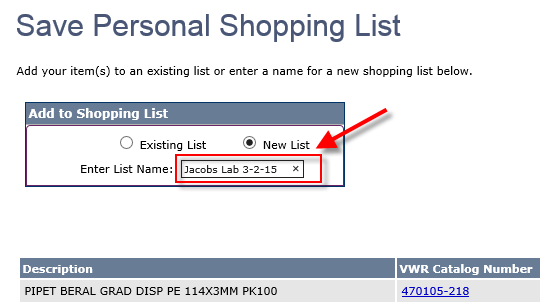 Save Personal Shopping List
Add your item(s) to an existing list or enter a name for a new shopping list below.
Add to Shopping List
Existing List New List
Enter List Name: Jacobs Lab 3-2-15 ×
Description VWR Catalog Number
PIPET BERAL GRAD DISP PE 114X3MM PK100 470105-218